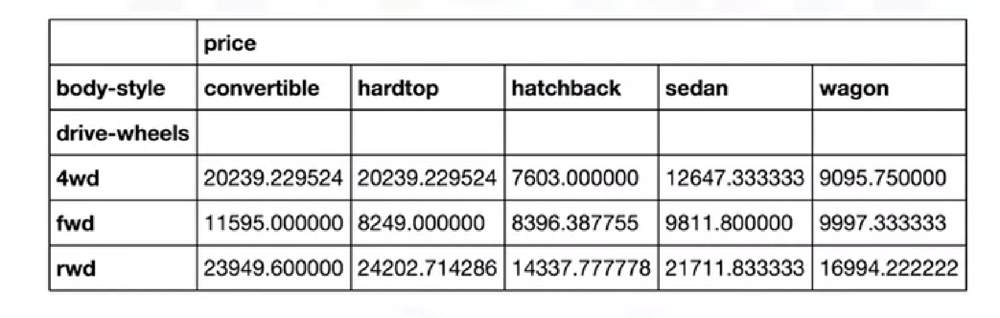 price
body-style convertible hardtop hatchback sedan wagon
drive-wheels
4wd 20239.229524 20239.229524 7603.000000 12647.333333 9095.750000
fwd 11595.000000 8249.000000 8396.387755 9811.800000 9997.333333
rwd 23949.600000 24202.714286 14337.777778 21711.833333 16994.222222